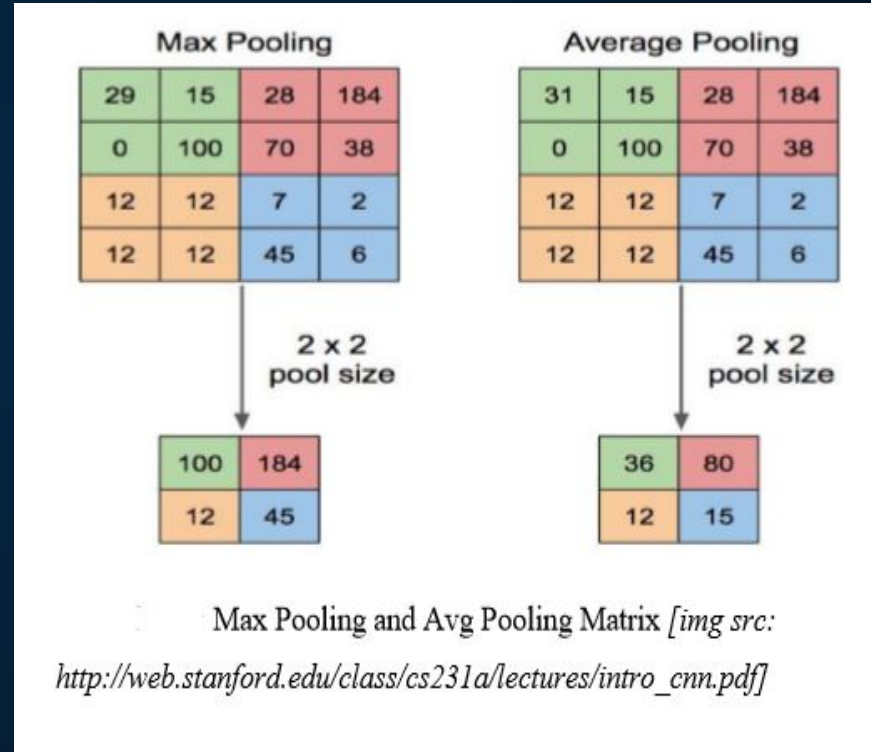 Max Pooling
29 15 28 184
0 100 70 38
12 12 7 2
12 12 45 6
2 x 2
pool size
100 184
12 45
Average Pooling
31 15 28 184
0 100 70 38
12 12 7 2
12 12 45 6
2 x 2
pool size
36 80
12 15
Max Pooling and Avg Pooling Matrix [img src:
http://web.stanford.edu/class/cs231a/lectures/intro_cnn.pdf]